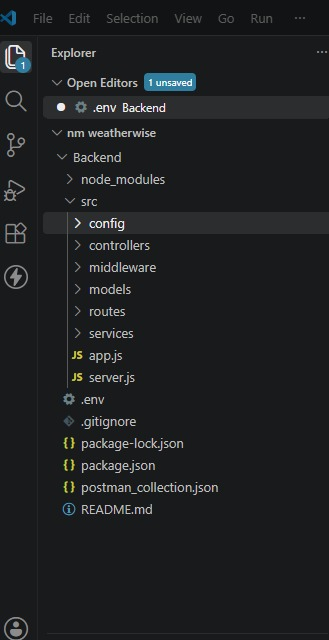 File Edit Selection View Go Run ···
Explorer ···
Open Editors 1 unsaved
.env Backend
nm weatherwise
Backend
node_modules
src
config
controllers
middleware
models
routes
services
JS app.js
JS server.js
.env
.gitignore
{} package-lock.json
{} package.json
{} postman_collection.json
README.md
1